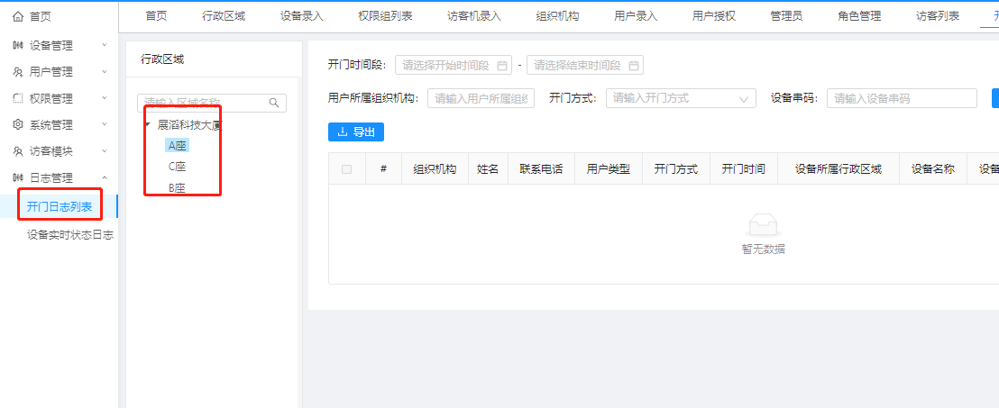 首页
设备管理
用户管理
权限管理
系统管理
访客模块
日志管理
开门日志列表
设备实时状态日志
首页 行政区域 设备录入 权限组列表 访客机录入 组织机构 用户录入 用户授权 管理员 角色管理 访客列表
行政区域
请输入区域名称
展滔科技大厦
A座
C座
B座
开门时间段: 请选择开始时间段 - 请选择结束时间段
用户所属组织机构: 请输入用户所属组织 开门方式: 请输入开门方式 设备串码: 请输入设备串码
导出
# 组织机构 姓名 联系电话 用户类型 开门方式 开门时间 设备所属行政区域 设备名称 设备
暂无数据